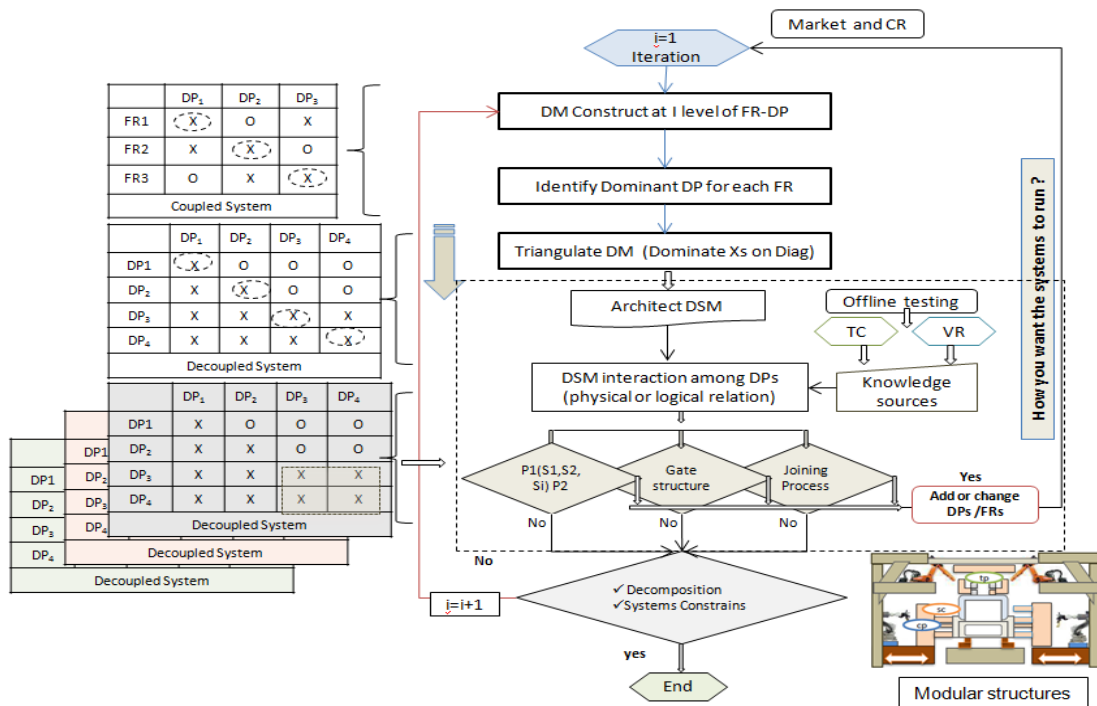 Market and CR
i=1
Iteration
DM Construct at I level of FR-DP
Identify Dominant DP for each FR
Triangulate DM (Dominate Xs on Diag)
Architect DSM
Offline testing
TC
VR
Knowledge
sources
DSM interaction among DPs
(physical or logical relation)
P1(S1,S2,
Si) P2
Gate
structure
Joining
Process
Yes
Add or change
DPs /FRs
No
No
No
No
✓Decomposition
✓Systems Constrains
i=i+1
yes
End
How you want the systems to run ?
tp
sc
cp
Modular structures
DP₁ DP₂ DP₃
FR1 X O X
FR2 X X O
FR3 O X X
Coupled System
DP₁ DP₂ DP₃ DP₄
DP1 X O O O
DP₂ X X O O
DP₃ X X X X
DP₄ X X X X
Decoupled System
DP₁ DP₂ DP₃ DP₄
DP1 X O O O
DP₂ X X O O
DP₃ X X X X
DP₄ X X X X
Decoupled System
DP1
DP₂
DP₃
DP₄
Decoupled System
DP1
DP₂
DP₃
DP₄
Decoupled System